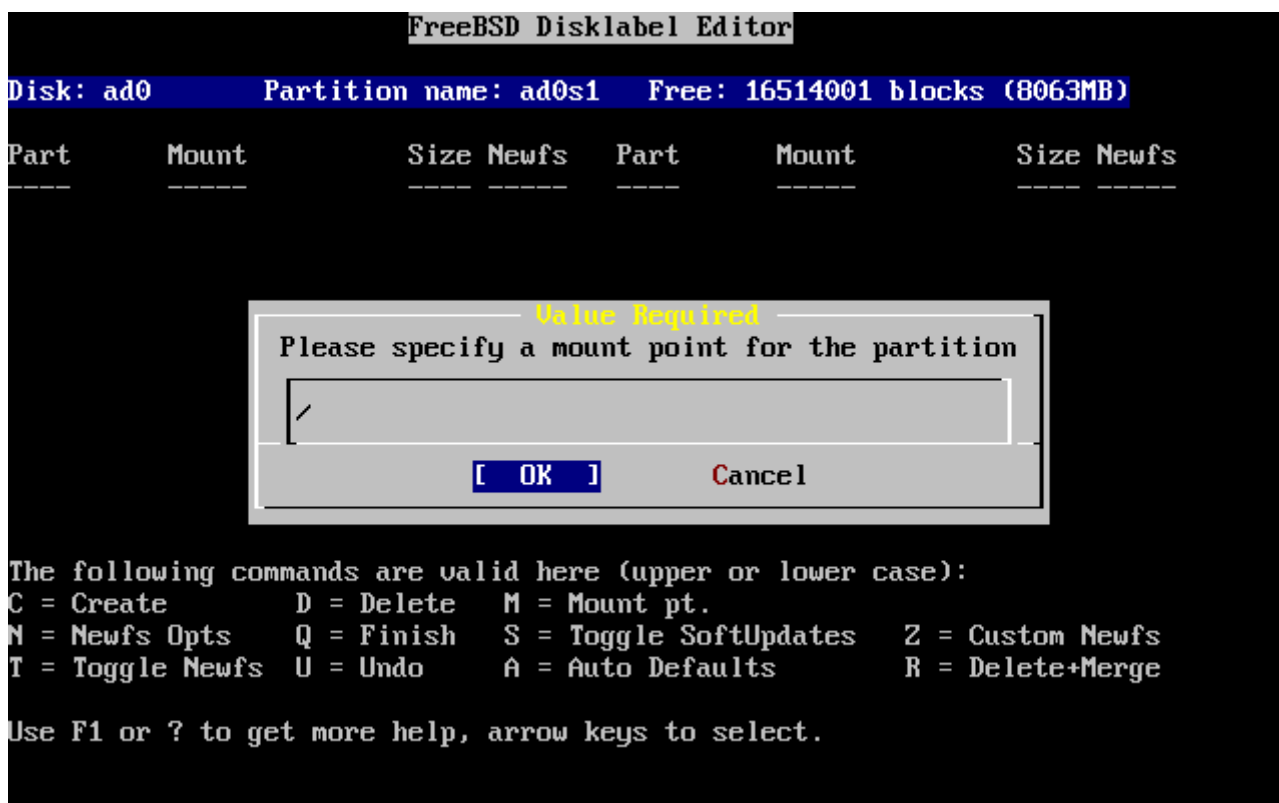 FreeBSD Disklabel Editor
Disk: ad0       Partition name: ad0s1   Free: 16514001 blocks (8063MB)
Part      Mount          Size Newfs   Part      Mount          Size Newfs
----      -----          ---- -----   ----      -----          ---- -----
Value Required
Please specify a mount point for the partition
/
[  OK  ]       Cancel
The following commands are valid here (upper or lower case):
C = Create        D = Delete   M = Mount pt.
N = Newfs Opts    Q = Finish   S = Toggle SoftUpdates   Z = Custom Newfs
T = Toggle Newfs  U = Undo     A = Auto Defaults        R = Delete+Merge
Use F1 or ? to get more help, arrow keys to select.